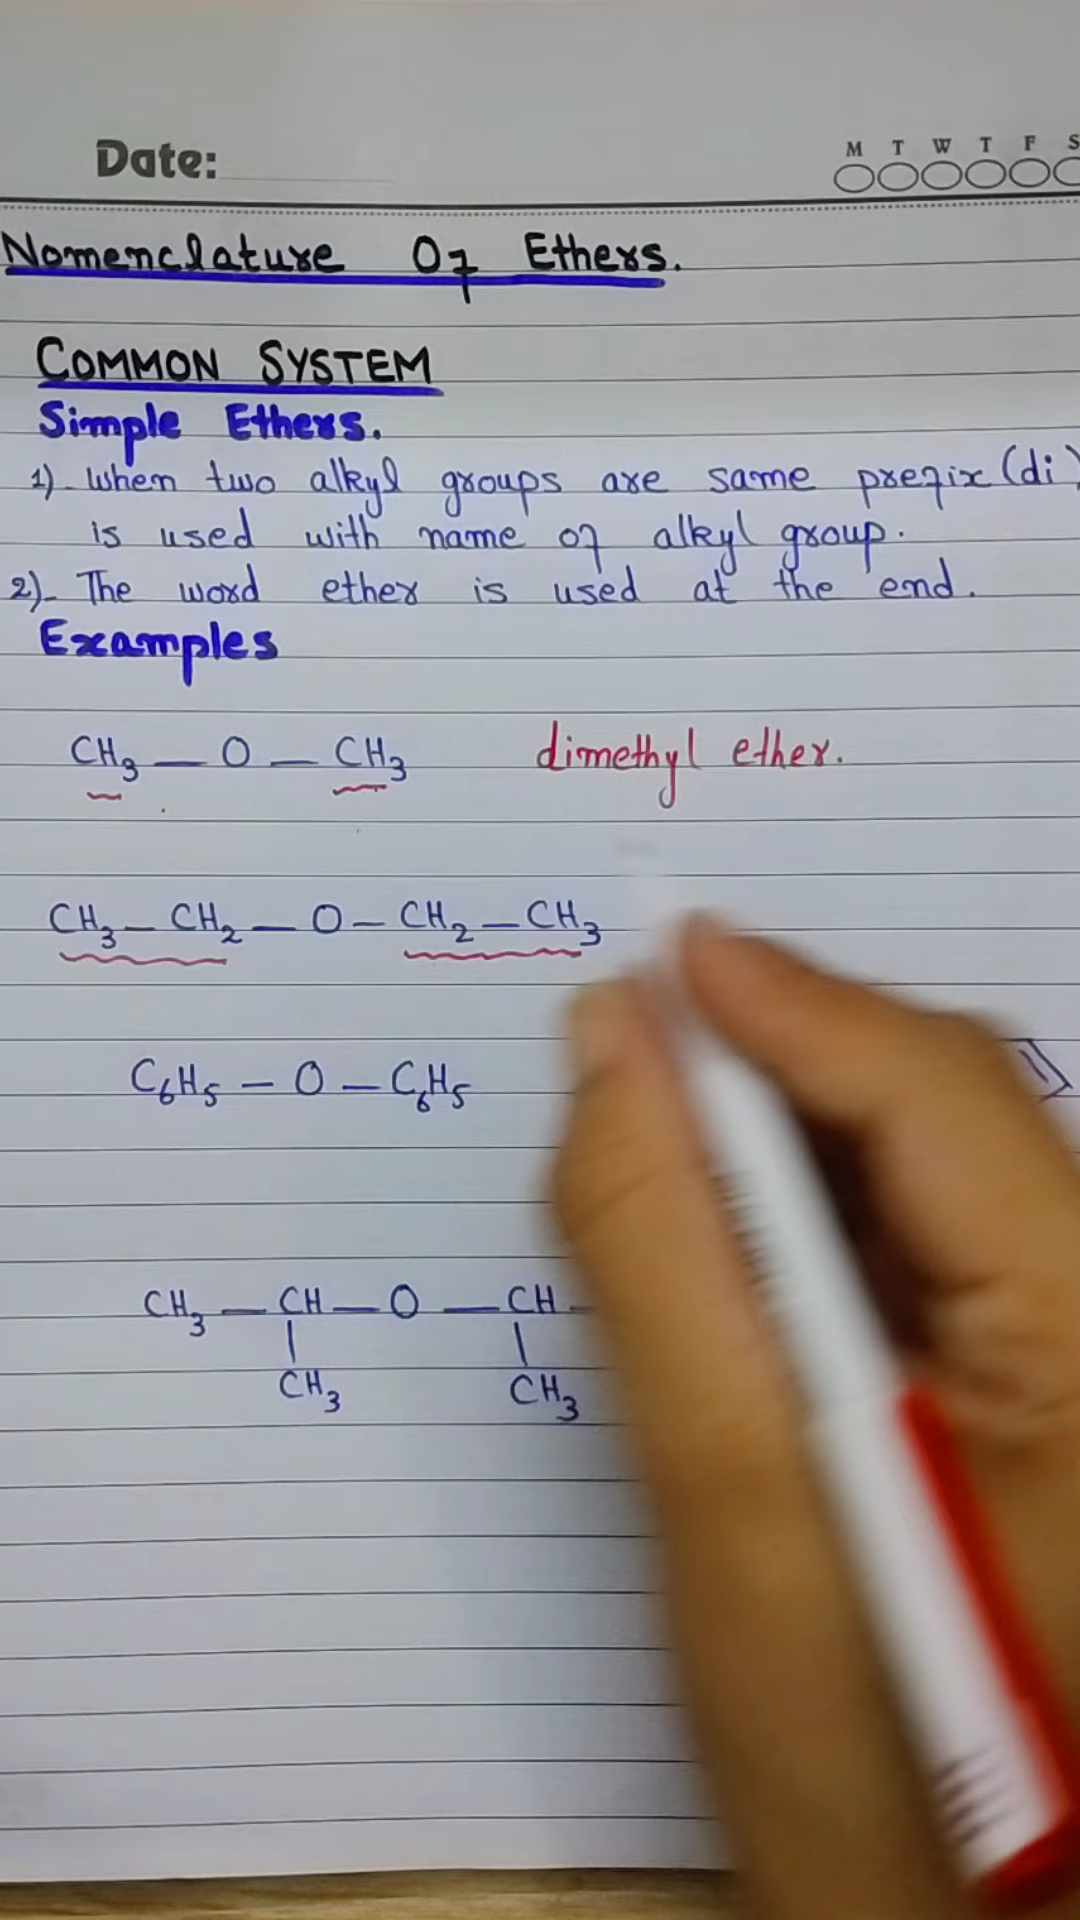 Date:
M T W T F S
Nomenclature Of Ethers.
COMMON SYSTEM
Simple Ethers.
1)- When two alkyl groups are same prefix (di)
is used with name of alkyl group.
2)- The word ether is used at the end.
Examples
CH3 — O — CH3 dimethyl ether.
CH3 — CH2 — O — CH2 — CH3
C6H5 — O — C6H5
CH3 — CH — O — CH —
CH3 CH3